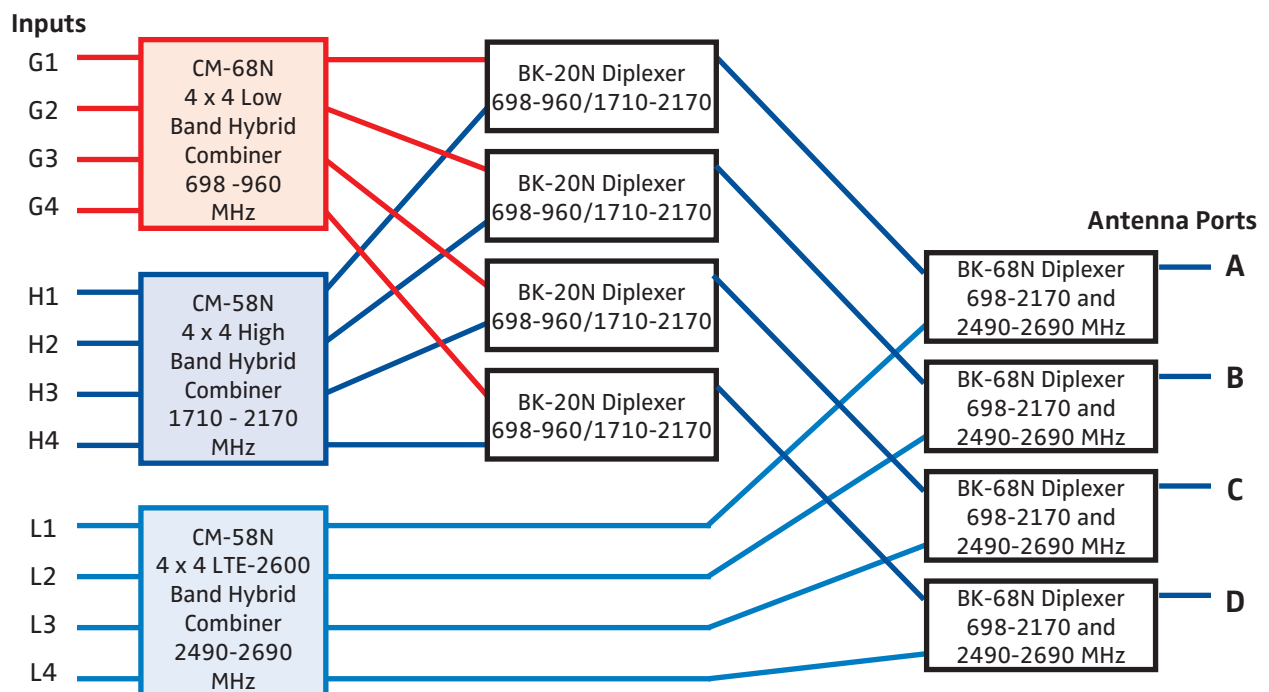 Inputs
G1
G2
G3
G4
H1
H2
H3
H4
L1
L2
L3
L4
CM-68N
4 x 4 Low
Band Hybrid
Combiner
698 -960
MHz
CM-58N
4 x 4 High
Band Hybrid
Combiner
1710 - 2170
MHz
CM-58N
4 x 4 LTE-2600
Band Hybrid
Combiner
2490-2690
MHz
BK-20N Diplexer
698-960/1710-2170
BK-20N Diplexer
698-960/1710-2170
BK-20N Diplexer
698-960/1710-2170
BK-20N Diplexer
698-960/1710-2170
Antenna Ports
BK-68N Diplexer
698-2170 and
2490-2690 MHz
A
BK-68N Diplexer
698-2170 and
2490-2690 MHz
B
BK-68N Diplexer
698-2170 and
2490-2690 MHz
C
BK-68N Diplexer
698-2170 and
2490-2690 MHz
D